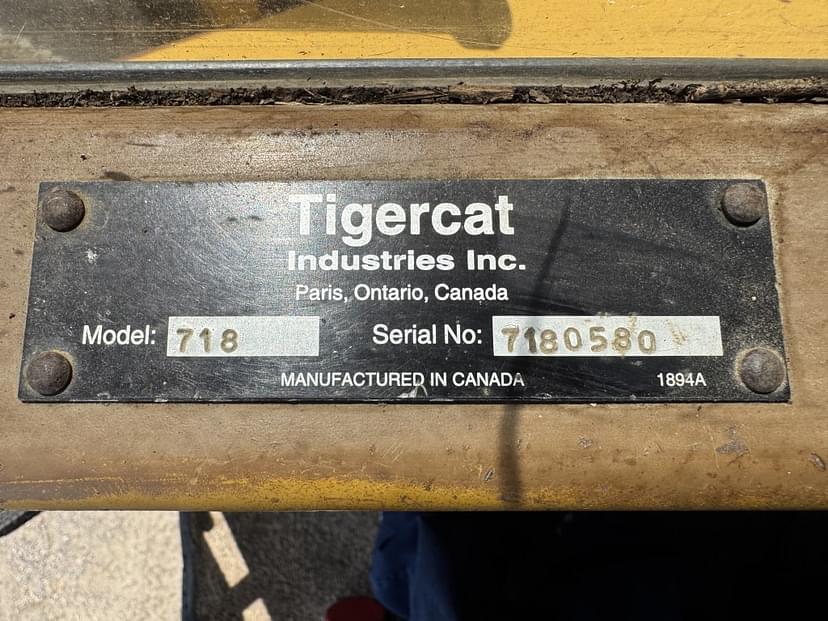 Tigercat
Industries Inc.
Paris, Ontario, Canada
Model: 718 Serial No: 7180580
MANUFACTURED IN CANADA 1894A